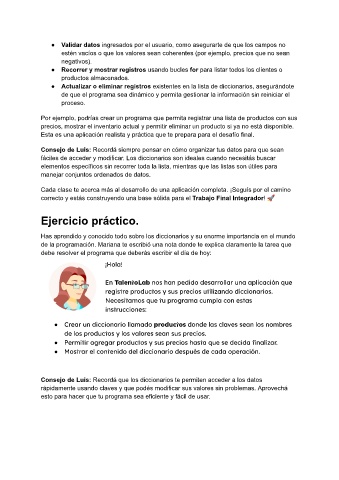 ● Validar datos ingresados por el usuario, como asegurarte de que los campos no
estén vacíos o que los valores sean coherentes (por ejemplo, precios que no sean
negativos).
● Recorrer y mostrar registros usando bucles for para listar todos los clientes o
productos almacenados.
● Actualizar o eliminar registros existentes en la lista de diccionarios, asegurándote
de que el programa sea dinámico y permita gestionar la información sin reiniciar el
proceso.
Por ejemplo, podrías crear un programa que permita registrar una lista de productos con sus
precios, mostrar el inventario actual y permitir eliminar un producto si ya no está disponible.
Esta es una aplicación realista y práctica que te prepara para el desafío final.
Consejo de Luis: Recordá siempre pensar en cómo organizar tus datos para que sean
fáciles de acceder y modificar. Los diccionarios son ideales cuando necesitás buscar
elementos específicos sin recorrer toda la lista, mientras que las listas son útiles para
manejar conjuntos ordenados de datos.
Cada clase te acerca más al desarrollo de una aplicación completa. ¡Seguís por el camino
correcto y estás construyendo una base sólida para el Trabajo Final Integrador! 🚀
Ejercicio práctico.
Has aprendido y conocido todo sobre los diccionarios y su enorme importancia en el mundo
de la programación. Mariana te escribió una nota donde te explica claramente la tarea que
debe resolver el programa que deberás escribir el día de hoy:
¡Hola!
En TalentoLab nos han pedido desarrollar una aplicación que
registre productos y sus precios utilizando diccionarios.
Necesitamos que tu programa cumpla con estas
instrucciones:
● Crear un diccionario llamado productos donde las claves sean los nombres
de los productos y los valores sean sus precios.
● Permitir agregar productos y sus precios hasta que se decida finalizar.
● Mostrar el contenido del diccionario después de cada operación.
Consejo de Luis: Recordá que los diccionarios te permiten acceder a los datos
rápidamente usando claves y que podés modificar sus valores sin problemas. Aprovechá
esto para hacer que tu programa sea eficiente y fácil de usar.